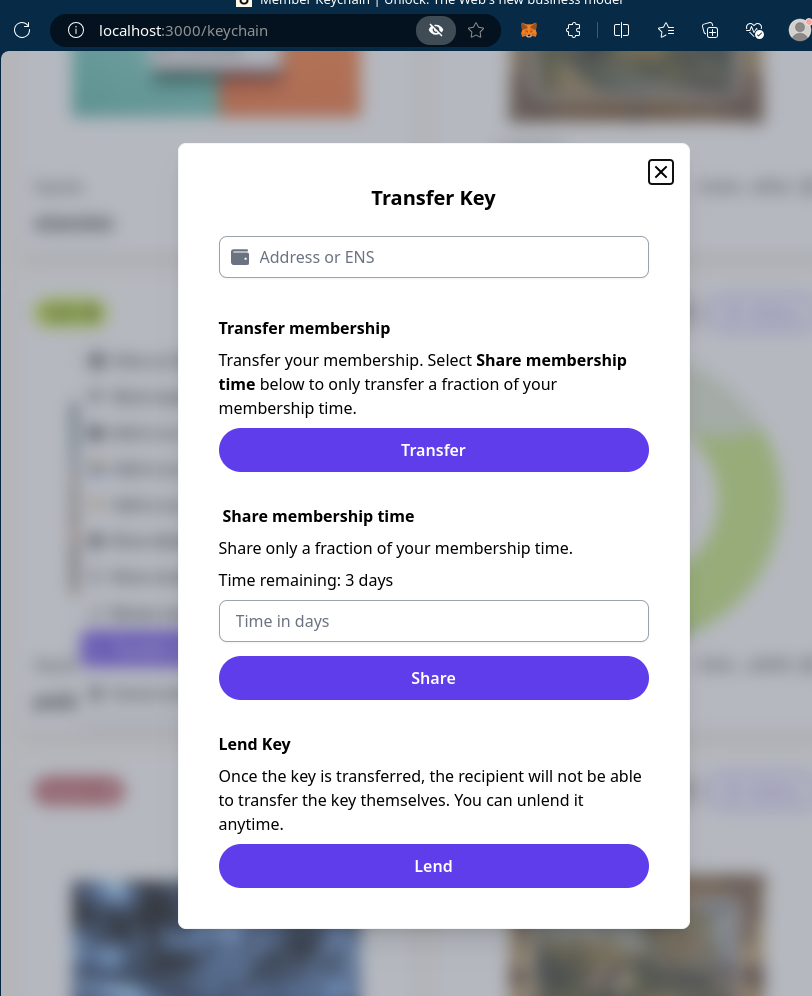 Member Keychain | Unlock: The Web's new business model
localhost:3000/keychain
Transfer Key
Address or ENS
Transfer membership
Transfer your membership. Select Share membership
time below to only transfer a fraction of your
membership time.
Transfer
Share membership time
Share only a fraction of your membership time.
Time remaining: 3 days
Time in days
Share
Lend Key
Once the key is transferred, the recipient will not be able
to transfer the key themselves. You can unlend it
anytime.
Lend